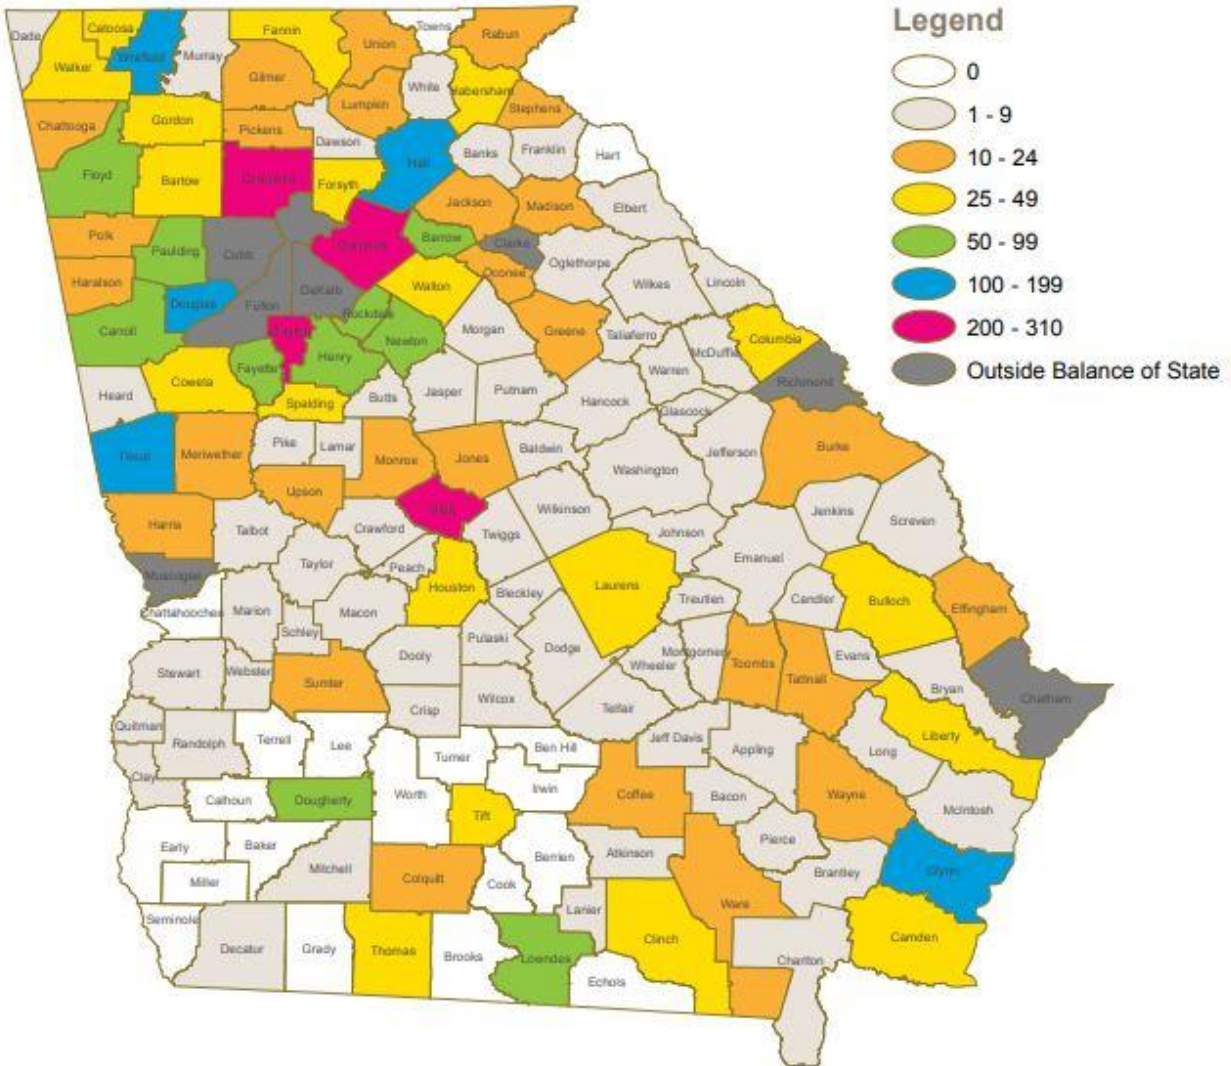 Legend
0
1 - 9
10 - 24
25 - 49
50 - 99
100 - 199
200 - 310
Outside Balance of State
Dade
Catoosa
Whitfield
Murray
Fannin
Union
Towns
Rabun
Walker
Gilmer
White
Habersham
Lumpkin
Stephens
Chattooga
Gordon
Pickens
Dawson
Hall
Banks
Franklin
Hart
Floyd
Bartow
Cherokee
Forsyth
Jackson
Madison
Elbert
Polk
Paulding
Cobb
Gwinnett
Barrow
Clarke
Oconee
Oglethorpe
Wilkes
Lincoln
Haralson
Douglas
Fulton
DeKalb
Walton
Rockdale
Morgan
Greene
Taliaferro
McDuffie
Columbia
Carroll
Clayton
Henry
Newton
Fayette
Warren
Richmond
Heard
Coweta
Spalding
Butts
Jasper
Putnam
Hancock
Glascock
Troup
Meriwether
Pike
Lamar
Monroe
Jones
Baldwin
Washington
Jefferson
Burke
Upson
Bibb
Wilkinson
Jenkins
Screven
Harris
Talbot
Crawford
Twiggs
Johnson
Emanuel
Taylor
Peach
Muscogee
Chattahoochee
Marion
Macon
Houston
Bleckley
Laurens
Treutlen
Candler
Bulloch
Effingham
Schley
Pulaski
Dodge
Stewart
Webster
Sumter
Dooly
Wheeler
Montgomery
Toombs
Tattnall
Evans
Bryan
Chatham
Quitman
Crisp
Wilcox
Telfair
Randolph
Terrell
Lee
Turner
Ben Hill
Jeff Davis
Appling
Long
Liberty
Clay
Calhoun
Dougherty
Worth
Irwin
Coffee
Bacon
Wayne
McIntosh
Tift
Early
Baker
Mitchell
Berrien
Atkinson
Pierce
Brantley
Glynn
Miller
Colquitt
Cook
Ware
Seminole
Lanier
Decatur
Grady
Thomas
Brooks
Lowndes
Clinch
Charlton
Camden
Echols